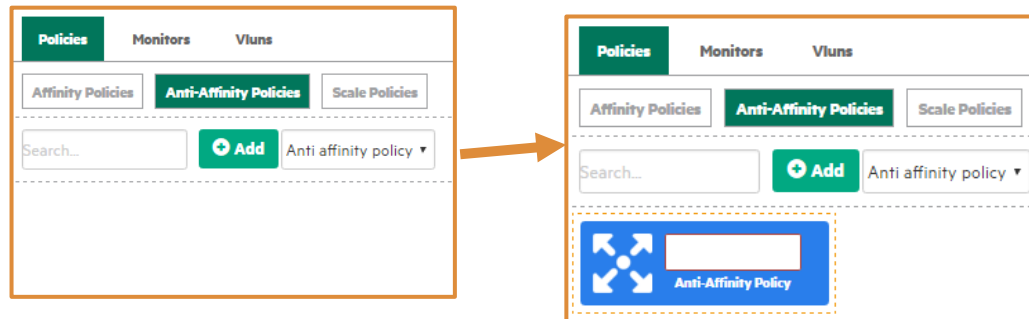 Policies Monitors Vluns
Affinity Policies Anti-Affinity Policies Scale Policies
Search... Add Anti affinity policy
Policies Monitors Vluns
Affinity Policies Anti-Affinity Policies Scale Policies
Search... Add Anti affinity policy
Anti-Affinity Policy